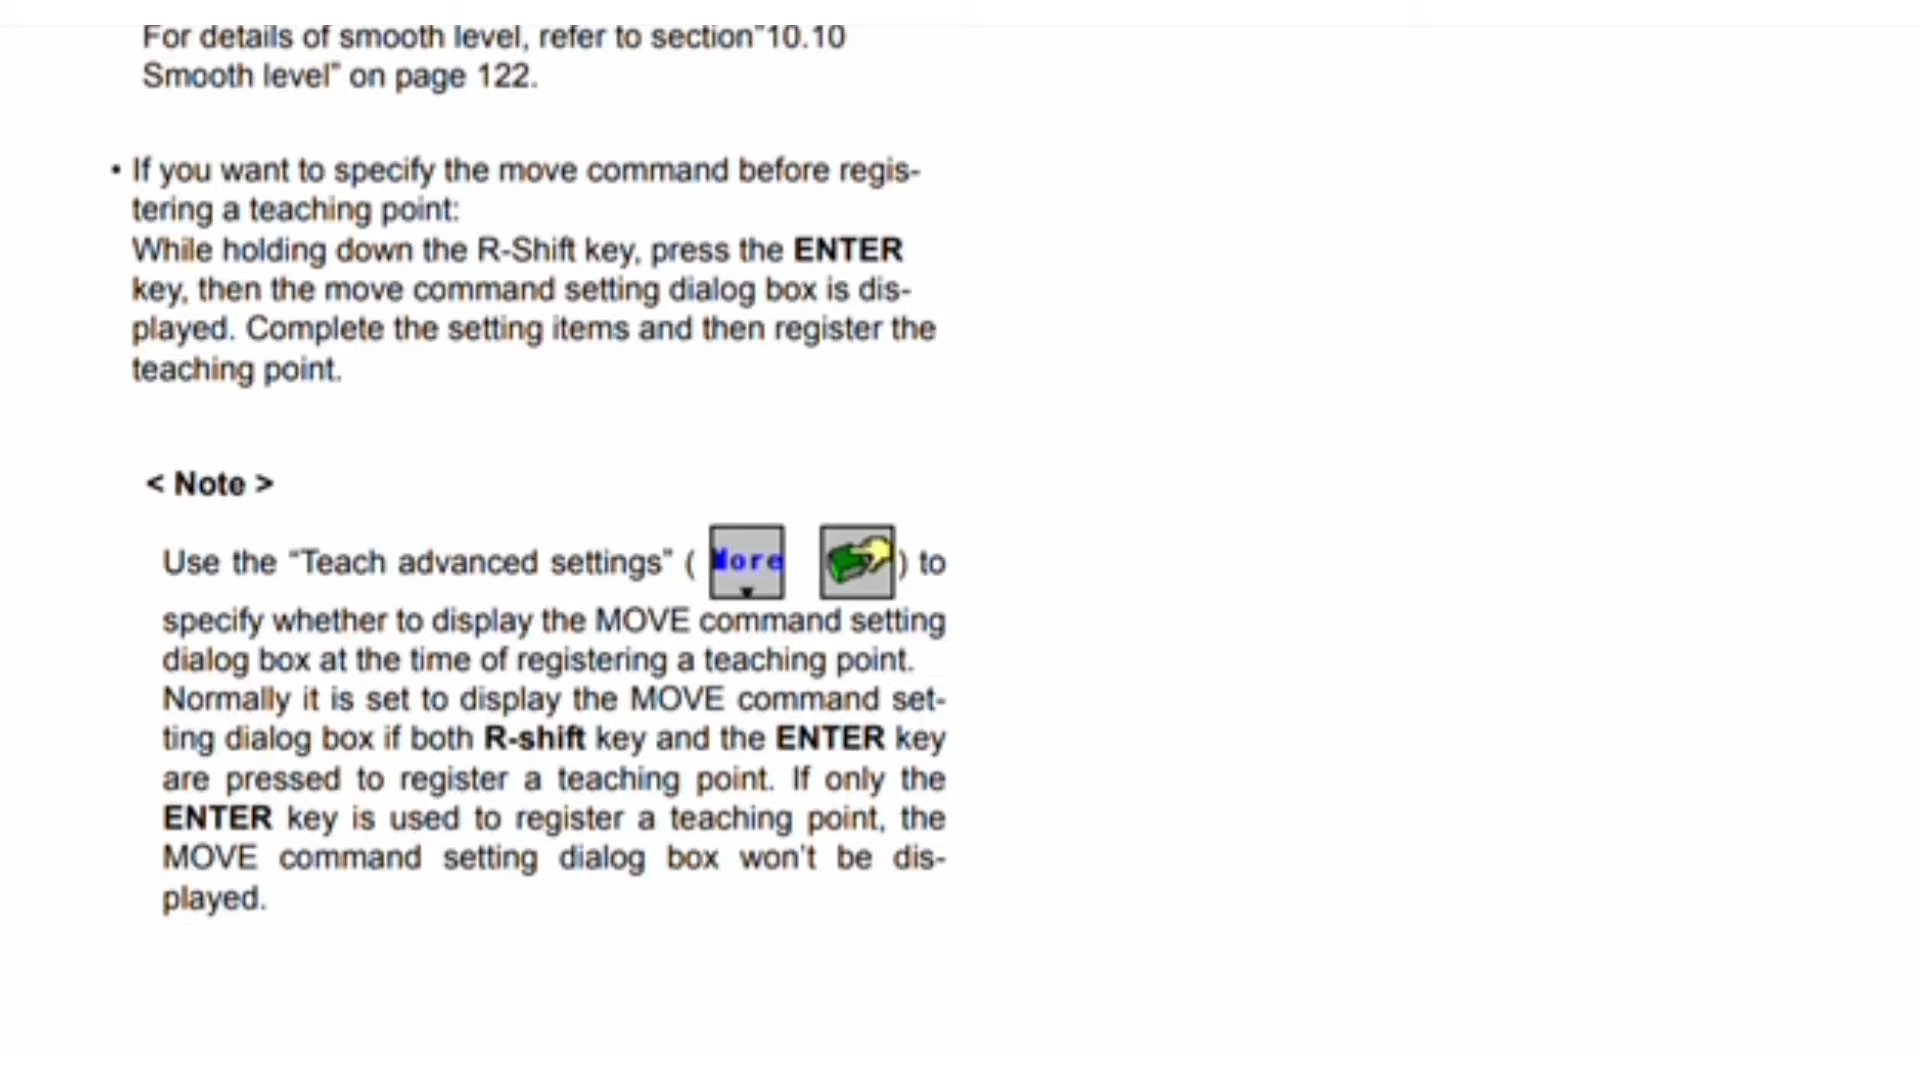 For details of smooth level, refer to section"10.10
Smooth level" on page 122.
• If you want to specify the move command before regis-
tering a teaching point:
While holding down the R-Shift key, press the ENTER
key, then the move command setting dialog box is dis-
played. Complete the setting items and then register the
teaching point.
< Note >
Use the "Teach advanced settings" ( More ) to
specify whether to display the MOVE command setting
dialog box at the time of registering a teaching point.
Normally it is set to display the MOVE command set-
ting dialog box if both R-shift key and the ENTER key
are pressed to register a teaching point. If only the
ENTER key is used to register a teaching point, the
MOVE command setting dialog box won't be dis-
played.